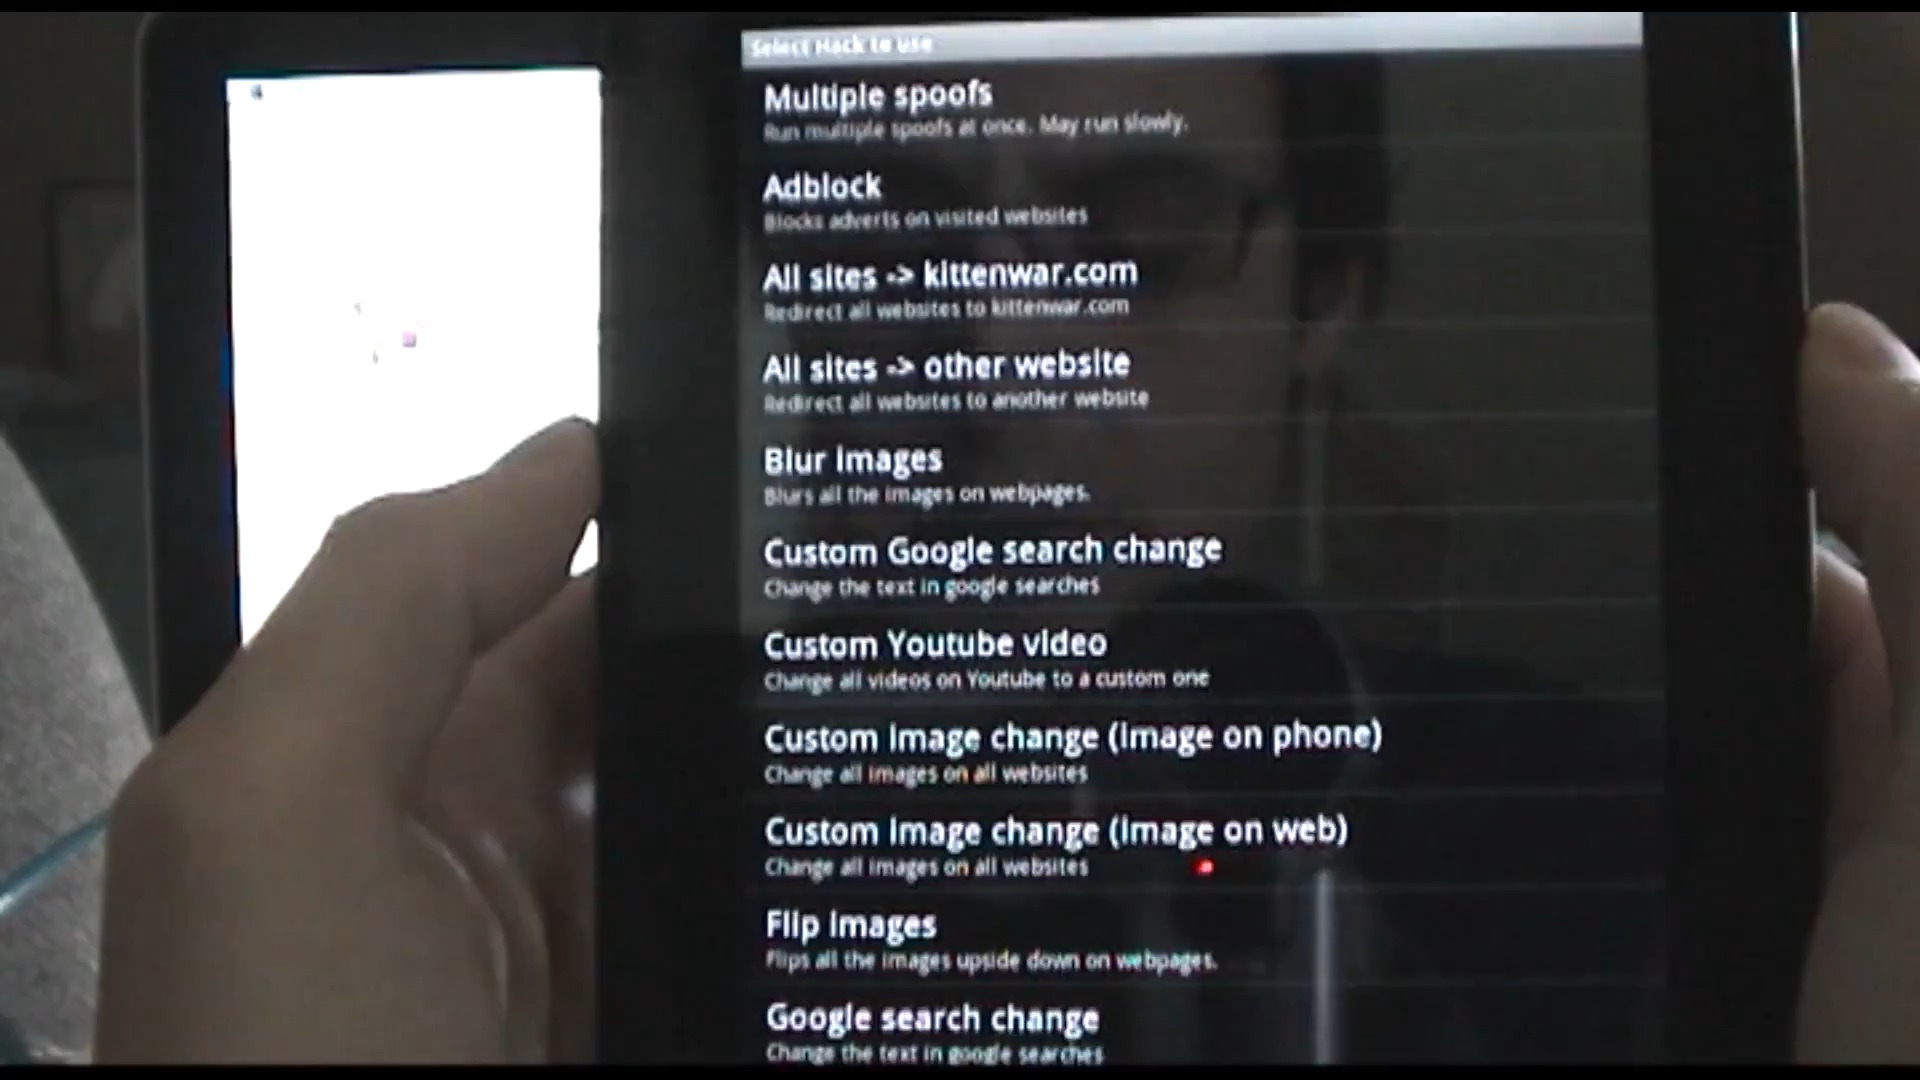 Select Hack to use
Multiple spoofs
Run multiple spoofs at once. May run slowly.
Adblock
Blocks adverts on visited websites
All sites -> kittenwar.com
Redirect all websites to kittenwar.com
All sites -> other website
Redirect all websites to another website
Blur images
Blurs all the images on webpages.
Custom Google search change
Change the text in google searches
Custom Youtube video
Change all videos on Youtube to a custom one
Custom image change (image on phone)
Change all images on all websites
Custom image change (image on web)
Change all images on all websites
Flip images
Flips all the images upside down on webpages.
Google search change
Change the text in google searches